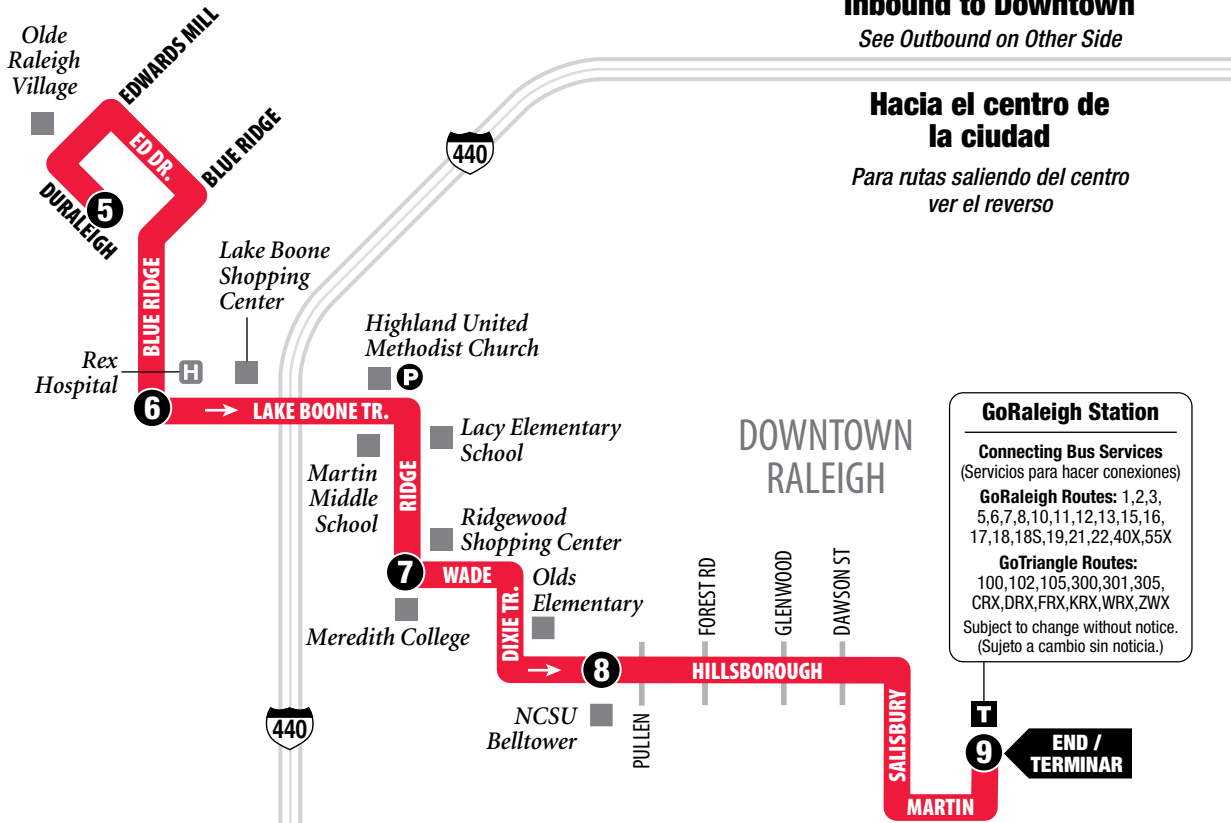 Inbound to Downtown
See Outbound on Other Side
Hacia el centro de
la ciudad
Para rutas saliendo del centro
ver el reverso
Olde
Raleigh
Village
EDWARDS MILL
ED DR.
BLUE RIDGE
DURALEIGH
5
440
BLUE RIDGE
Lake Boone
Shopping
Center
Rex
Hospital
H
6
→ LAKE BOONE TR.
Highland United
Methodist Church
P
Martin
Middle
School
RIDGE
Lacy Elementary
School
Ridgewood
Shopping Center
7
WADE
Meredith College
DIXIE TR.
Olds
Elementary
→
8
NCSU
Belltower
440
DOWNTOWN
RALEIGH
PULLEN
FOREST RD
GLENWOOD
DAWSON ST
HILLSBOROUGH
SALISBURY
MARTIN
GoRaleigh Station
Connecting Bus Services
(Servicios para hacer conexiones)
GoRaleigh Routes: 1,2,3,
5,6,7,8,10,11,12,13,15,16,
17,18,18S,19,21,22,40X,55X
GoTriangle Routes:
100,102,105,300,301,305,
CRX,DRX,FRX,KRX,WRX,ZWX
Subject to change without notice.
(Sujeto a cambio sin noticia.)
T
9
END /
TERMINAR